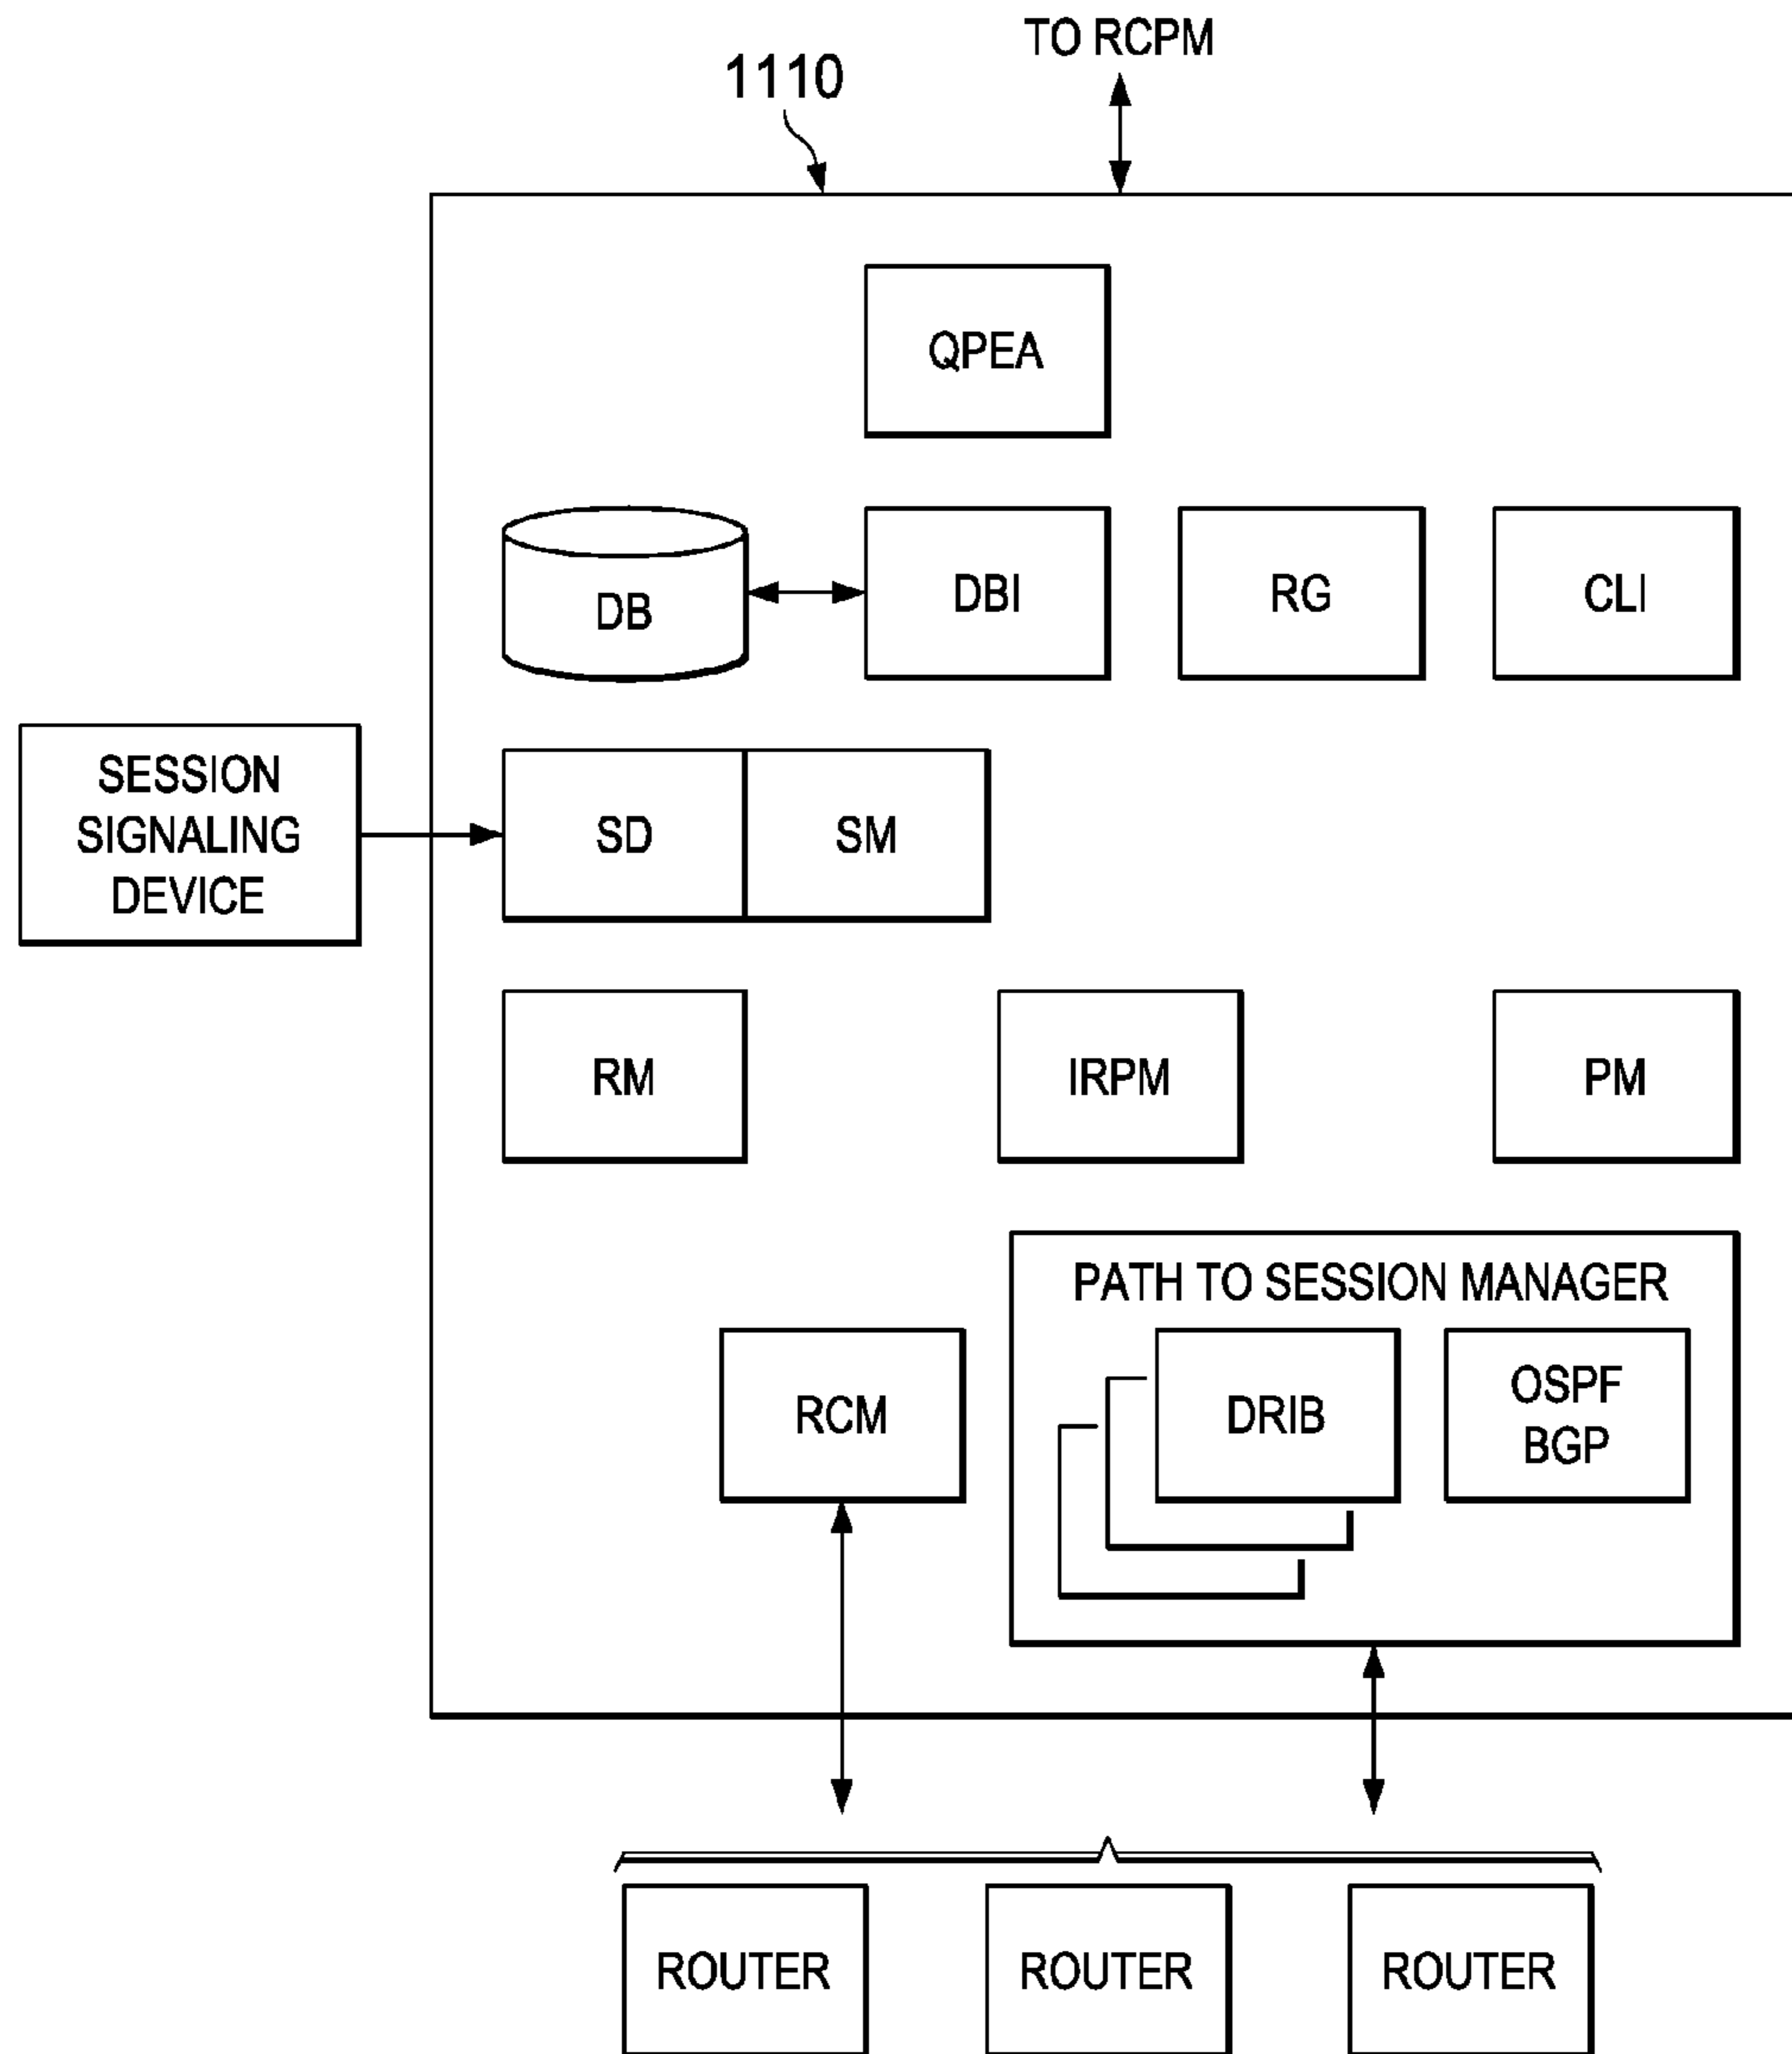 TO RCPM
1110
QPEA
DB
DBI
RG
CLI
SESSION
SIGNALING
DEVICE
SD
SM
RM
IRPM
PM
PATH TO SESSION MANAGER
RCM
DRIB
OSPF
BGP
ROUTER
ROUTER
ROUTER